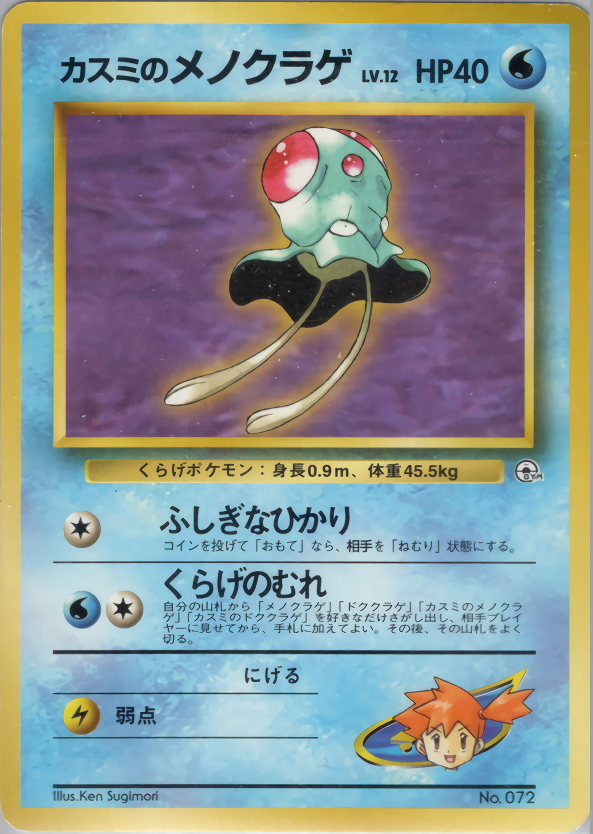 カスミのメノクラゲ LV.12 HP40
くらげポケモン：身長0.9m、体重45.5kg
GYM
ふしぎなひかり
コインを投げて「おもて」なら、相手を「ねむり」状態にする。
くらげのむれ
自分の山札から「メノクラゲ」「ドククラゲ」「カスミのメノクラ
ゲ」「カスミのドククラゲ」を好きなだけさがし出し、相手プレイ
ヤーに見せてから、手札に加えてよい。その後、その山札をよく
切る。
にげる
弱点
Illus.Ken Sugimori
No. 072